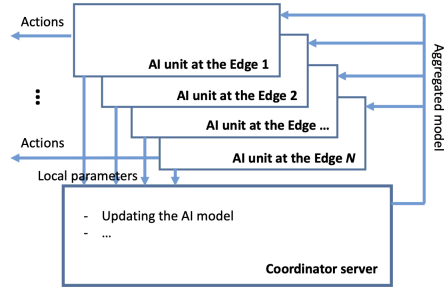 Actions
AI unit at the Edge 1
AI unit at the Edge 2
...
AI unit at the Edge ...
Actions
AI unit at the Edge N
Local parameters
Aggregated model
- Updating the AI model
- ...
Coordinator server